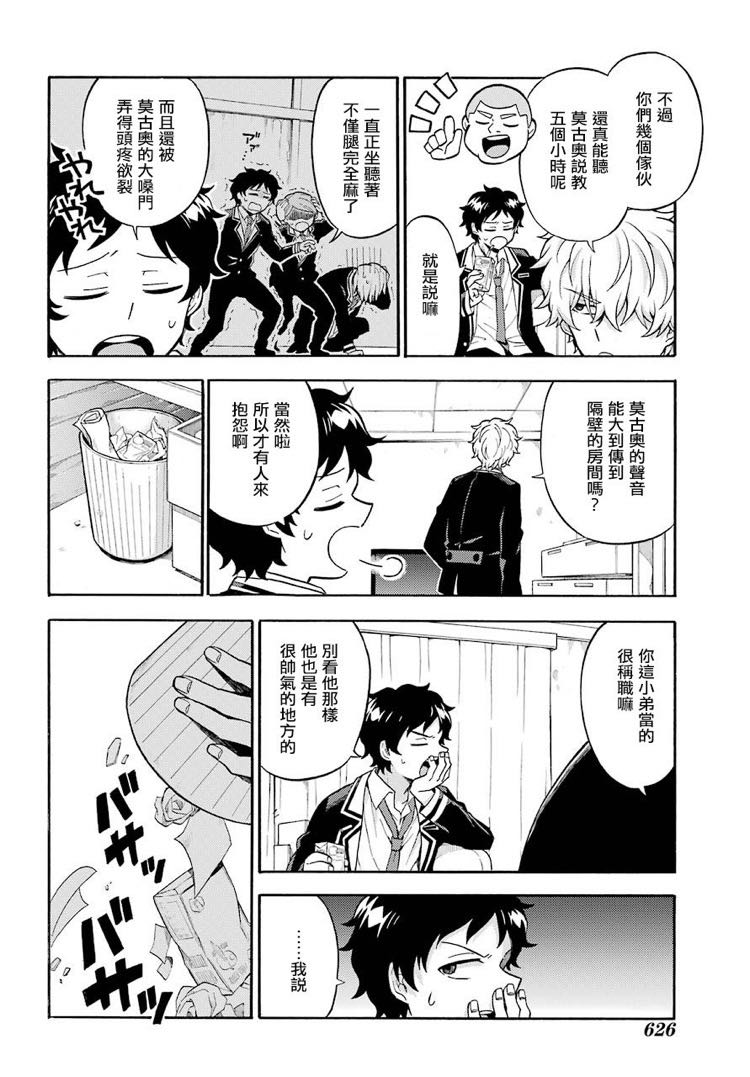 不過
你們幾個傢伙
還真能聽
莫古奧說教
五個小時呢
就是說嘛
一直正坐聽著
不僅腿完全麻了
ア゙ァ
而且還被
莫古奧的大嗓門
弄得頭疼欲裂
やれ
やれ
莫古奧的聲音
能大到傳到
隔壁的房間嗎？
當然啦
所以才有人來
抱怨啊
你這小弟當的
很稱職嘛
別看他那樣
他也是有
很帥氣的地方的
バサッ
バサッ
……我說
626